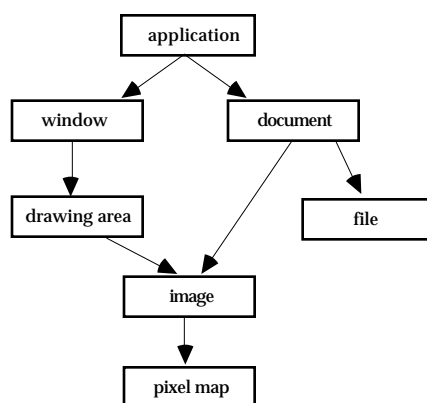 application
window
document
drawing area
file
image
pixel map